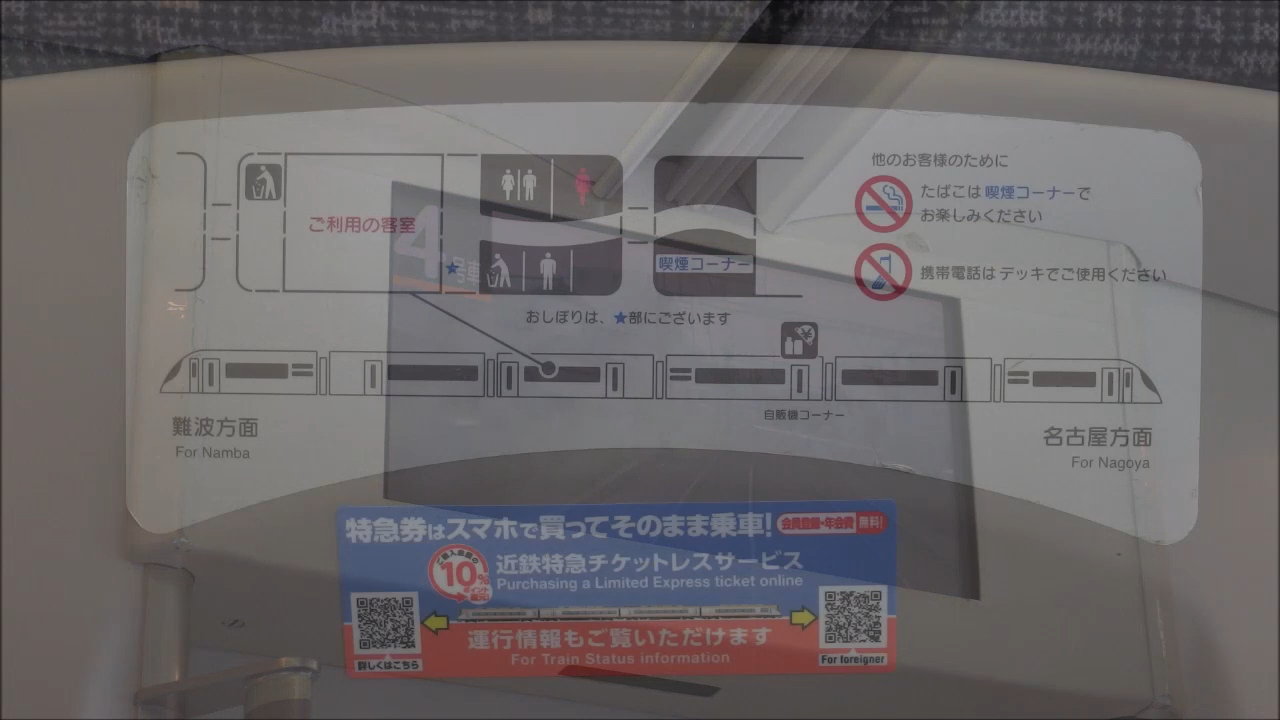 他のお客様のために
たばこは喫煙コーナーで
お楽しみください
携帯電話はデッキでご使用ください
ご利用の客室
4号車
喫煙コーナー
おしぼりは、★部にございます
自販機コーナー
難波方面
For Namba
名古屋方面
For Nagoya
特急券はスマホで買ってそのまま乗車!
会員登録・年会費無料!
10%
近鉄特急チケットレスサービス
Purchasing a Limited Express ticket online
運行情報もご覧いただけます
For Train Status information
詳しくはこちら
For foreigner